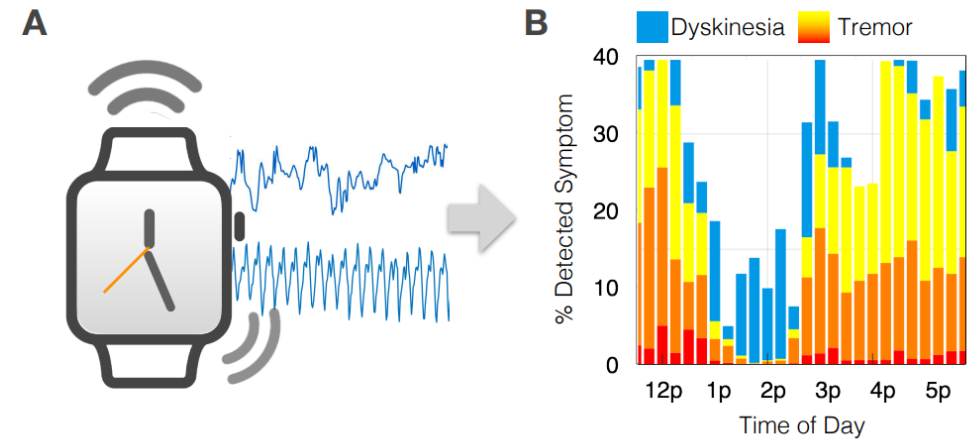 A
B
Dyskinesia Tremor
40
30
20
10
0
% Detected Symptom
12p 1p 2p 3p 4p 5p
Time of Day